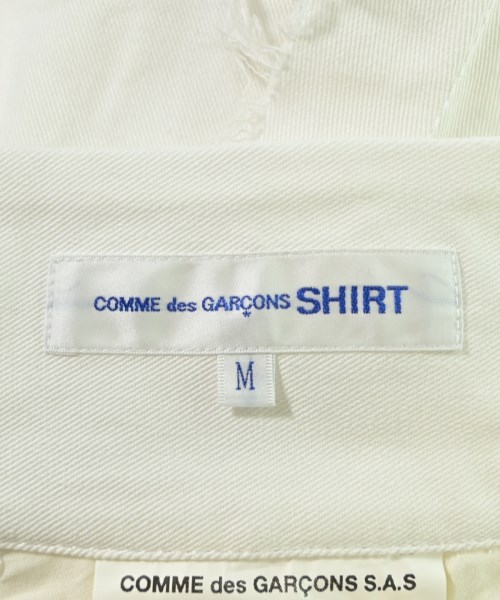 COMME des GARÇONS SHIRT
*
M
COMME des GARÇONS S.A.S